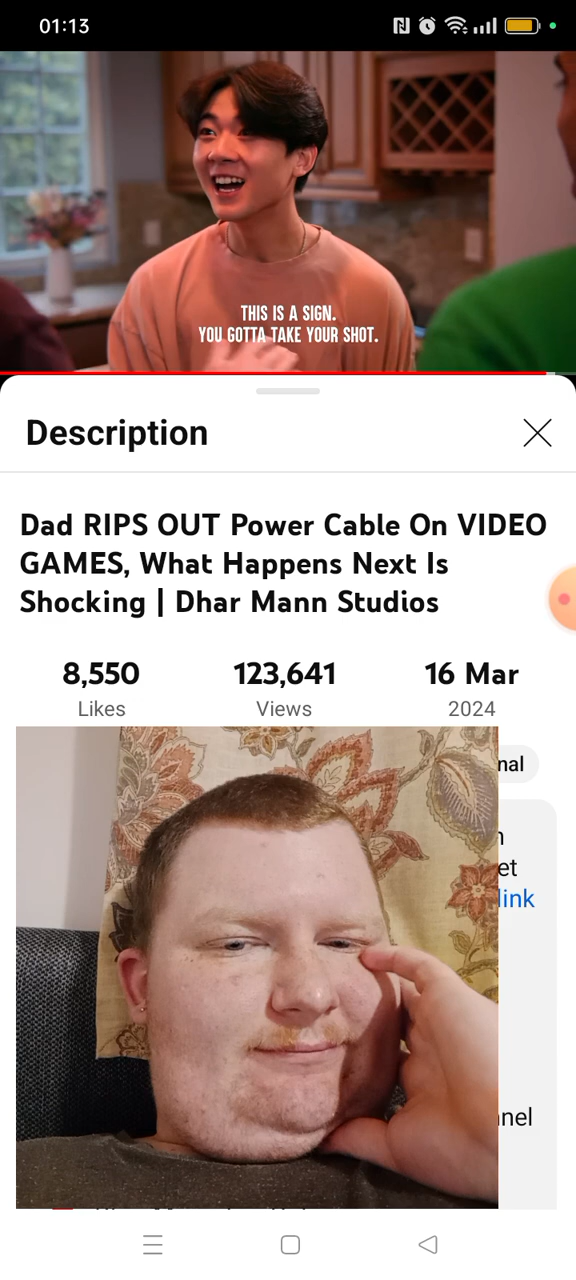 01:13
THIS IS A SIGN.
YOU GOTTA TAKE YOUR SHOT.
Description
Dad RIPS OUT Power Cable On VIDEO
GAMES, What Happens Next Is
Shocking | Dhar Mann Studios
8,550 123,641 16 Mar
Likes Views 2024
nal
et
link
nnel